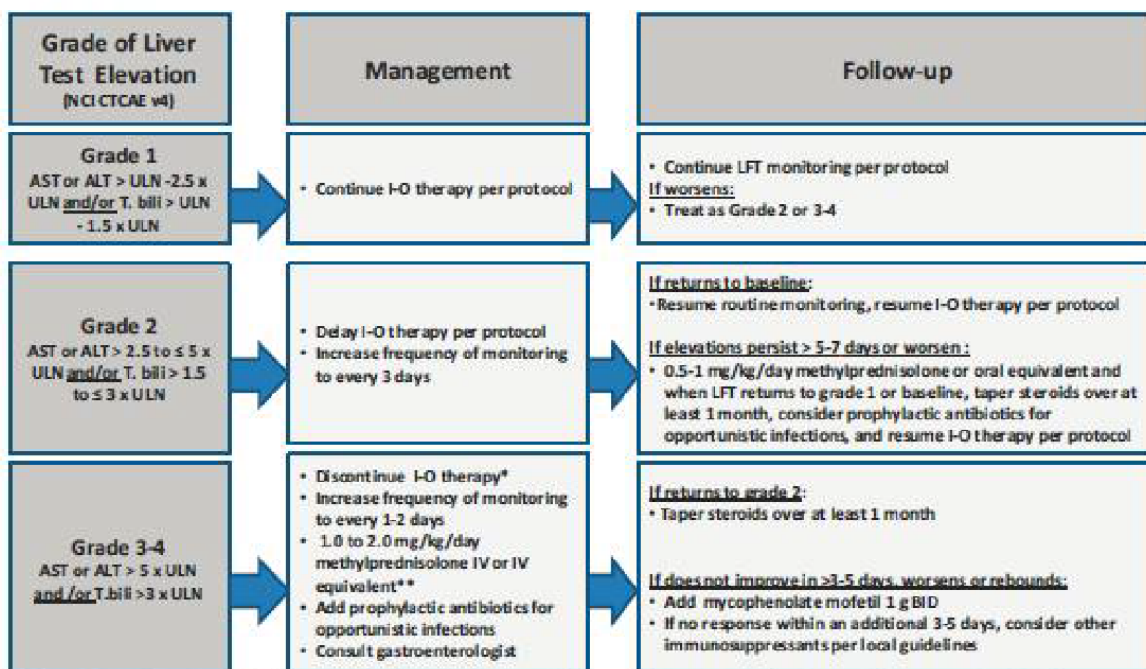 Grade of Liver
Test Elevation
(NCI CTCAE v4)
Management
Follow-up
Grade 1
AST or ALT > ULN -2.5 x
ULN and/or T. bili > ULN
- 1.5 x ULN
• Continue I-O therapy per protocol
• Continue LFT monitoring per protocol
If worsens:
• Treat as Grade 2 or 3-4
Grade 2
AST or ALT > 2.5 to ≤ 5 x
ULN and/or T. bili > 1.5
to ≤ 3 x ULN
• Delay I-O therapy per protocol
• Increase frequency of monitoring
to every 3 days
If returns to baseline:
•Resume routine monitoring, resume I-O therapy per protocol
If elevations persist > 5-7 days or worsen :
• 0.5-1 mg/kg/day methylprednisolone or oral equivalent and
when LFT returns to grade 1 or baseline, taper steroids over at
least 1 month, consider prophylactic antibiotics for
opportunistic infections, and resume I-O therapy per protocol
Grade 3-4
AST or ALT > 5 x ULN
and /or T.bili >3 x ULN
• Discontinue I-O therapy*
• Increase frequency of monitoring
to every 1-2 days
• 1.0 to 2.0 mg/kg/day
methylprednisolone IV or IV
equivalent**
• Add prophylactic antibiotics for
opportunistic infections
• Consult gastroenterologist
If returns to grade 2:
• Taper steroids over at least 1 month
If does not improve in >3-5 days, worsens or rebounds:
• Add mycophenolate mofetil 1 g BID
• If no response within an additional 3-5 days, consider other
immunosuppressants per local guidelines